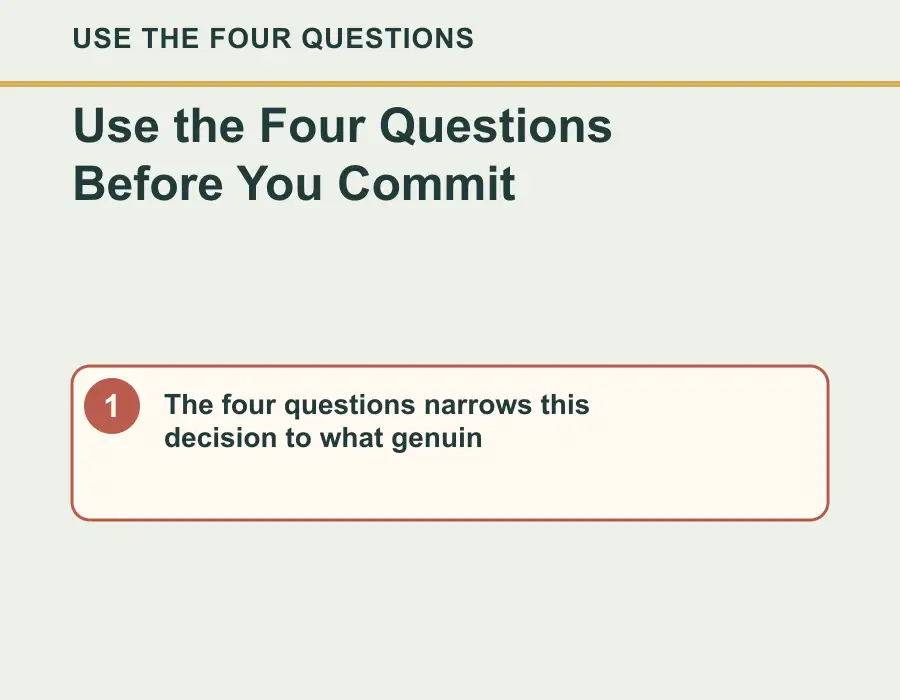 USE THE FOUR QUESTIONS
Use the Four Questions
Before You Commit
1
The four questions narrows this
decision to what genuin